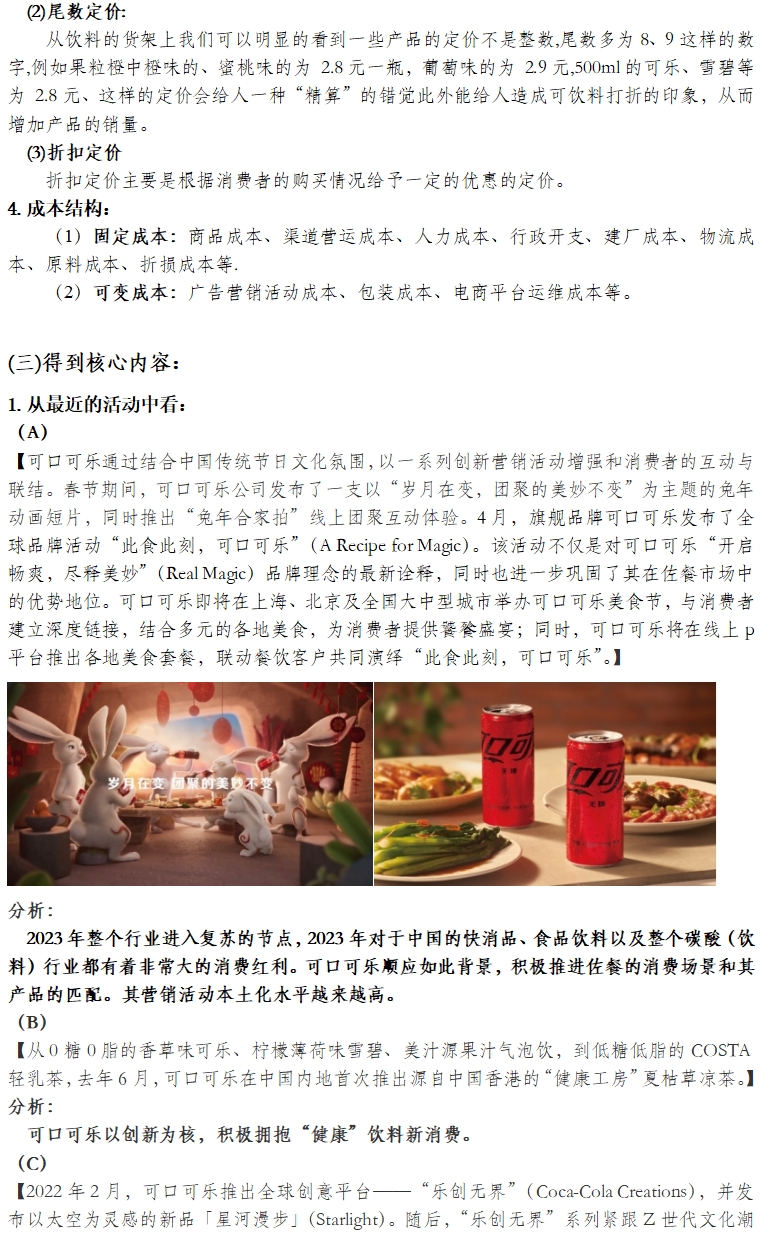 (2)尾数定价:
从饮料的货架上我们可以明显的看到一些产品的定价不是整数,尾数多为 8、9 这样的数
字,例如果粒橙中橙味的、蜜桃味的为 2.8 元一瓶，葡萄味的为 2.9 元,500ml 的可乐、雪碧等
为 2.8 元、这样的定价会给人一种“精算”的错觉此外能给人造成可饮料打折的印象，从而
增加产品的销量。
(3)折扣定价
折扣定价主要是根据消费者的购买情况给予一定的优惠的定价。
4. 成本结构：
（1）固定成本：商品成本、渠道营运成本、人力成本、行政开支、建厂成本、物流成
本、原料成本、折损成本等.
（2）可变成本：广告营销活动成本、包装成本、电商平台运维成本等。
(三)得到核心内容：
1. 从最近的活动中看：
（A）
【可口可乐通过结合中国传统节日文化氛围,以一系列创新营销活动增强和消费者的互动与
联结。春节期间，可口可乐公司发布了一支以“岁月在变，团聚的美妙不变”为主题的兔年
动画短片，同时推出“兔年合家拍”线上团聚互动体验。4 月，旗舰品牌可口可乐发布了全
球品牌活动“此食此刻，可口可乐”（A Recipe for Magic）。该活动不仅是对可口可乐“开启
畅爽，尽释美妙”（Real Magic）品牌理念的最新诠释，同时也进一步巩固了其在佐餐市场中
的优势地位。可口可乐即将在上海、北京及全国大中型城市举办可口可乐美食节，与消费者
建立深度链接，结合多元的各地美食，为消费者提供饕餮盛宴；同时，可口可乐将在线上 p
平台推出各地美食套餐，联动餐饮客户共同演绎“此食此刻，可口可乐”。】
岁月在变 团聚的美妙不变
口可
无糖
口可
无糖
分析：
2023 年整个行业进入复苏的节点，2023 年对于中国的快消品、食品饮料以及整个碳酸（饮
料）行业都有着非常大的消费红利。可口可乐顺应如此背景，积极推进佐餐的消费场景和其
产品的匹配。其营销活动本土化水平越来越高。
（B）
【从 0 糖 0 脂的香草味可乐、柠檬薄荷味雪碧、美汁源果汁气泡饮，到低糖低脂的 COSTA
轻乳茶，去年 6 月，可口可乐在中国内地首次推出源自中国香港的“健康工房”夏枯草凉茶。】
分析：
可口可乐以创新为核，积极拥抱“健康”饮料新消费。
（C）
【2022 年 2 月，可口可乐推出全球创意平台——“乐创无界”（Coca-Cola Creations），并发
布以太空为灵感的新品「星河漫步」(Starlight)。随后，“乐创无界”系列紧跟 Z 世代文化潮